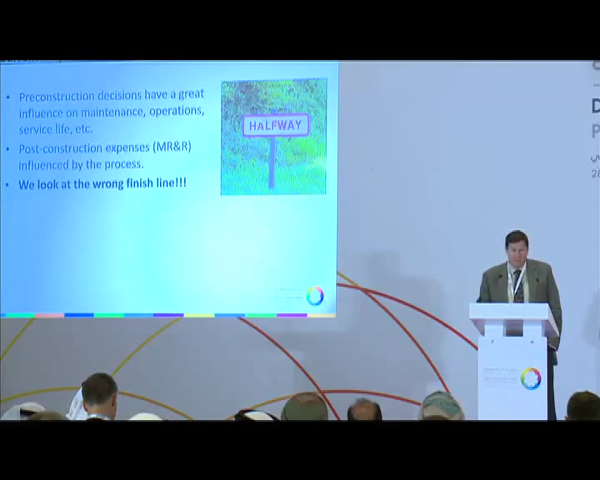 • Preconstruction decisions have a great
influence on maintenance, operations,
service life, etc.
• Post-construction expenses (MR&R)
influenced by the process.
• We look at the wrong finish line!!!
HALFWAY
D
P
28